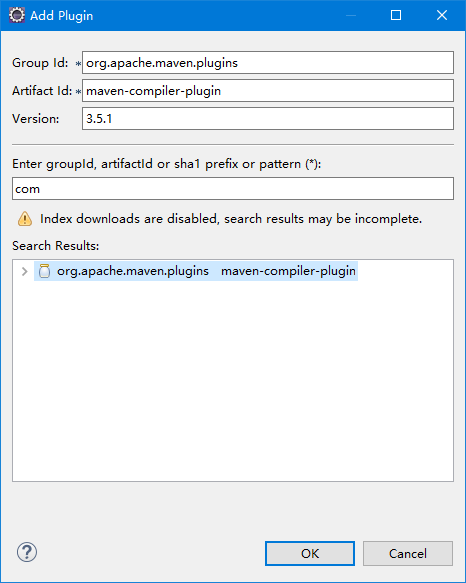 Add Plugin
Group Id: * org.apache.maven.plugins
Artifact Id: * maven-compiler-plugin
Version: 3.5.1
Enter groupId, artifactId or sha1 prefix or pattern (*):
com
Index downloads are disabled, search results may be incomplete.
Search Results:
org.apache.maven.plugins maven-compiler-plugin
? OK Cancel